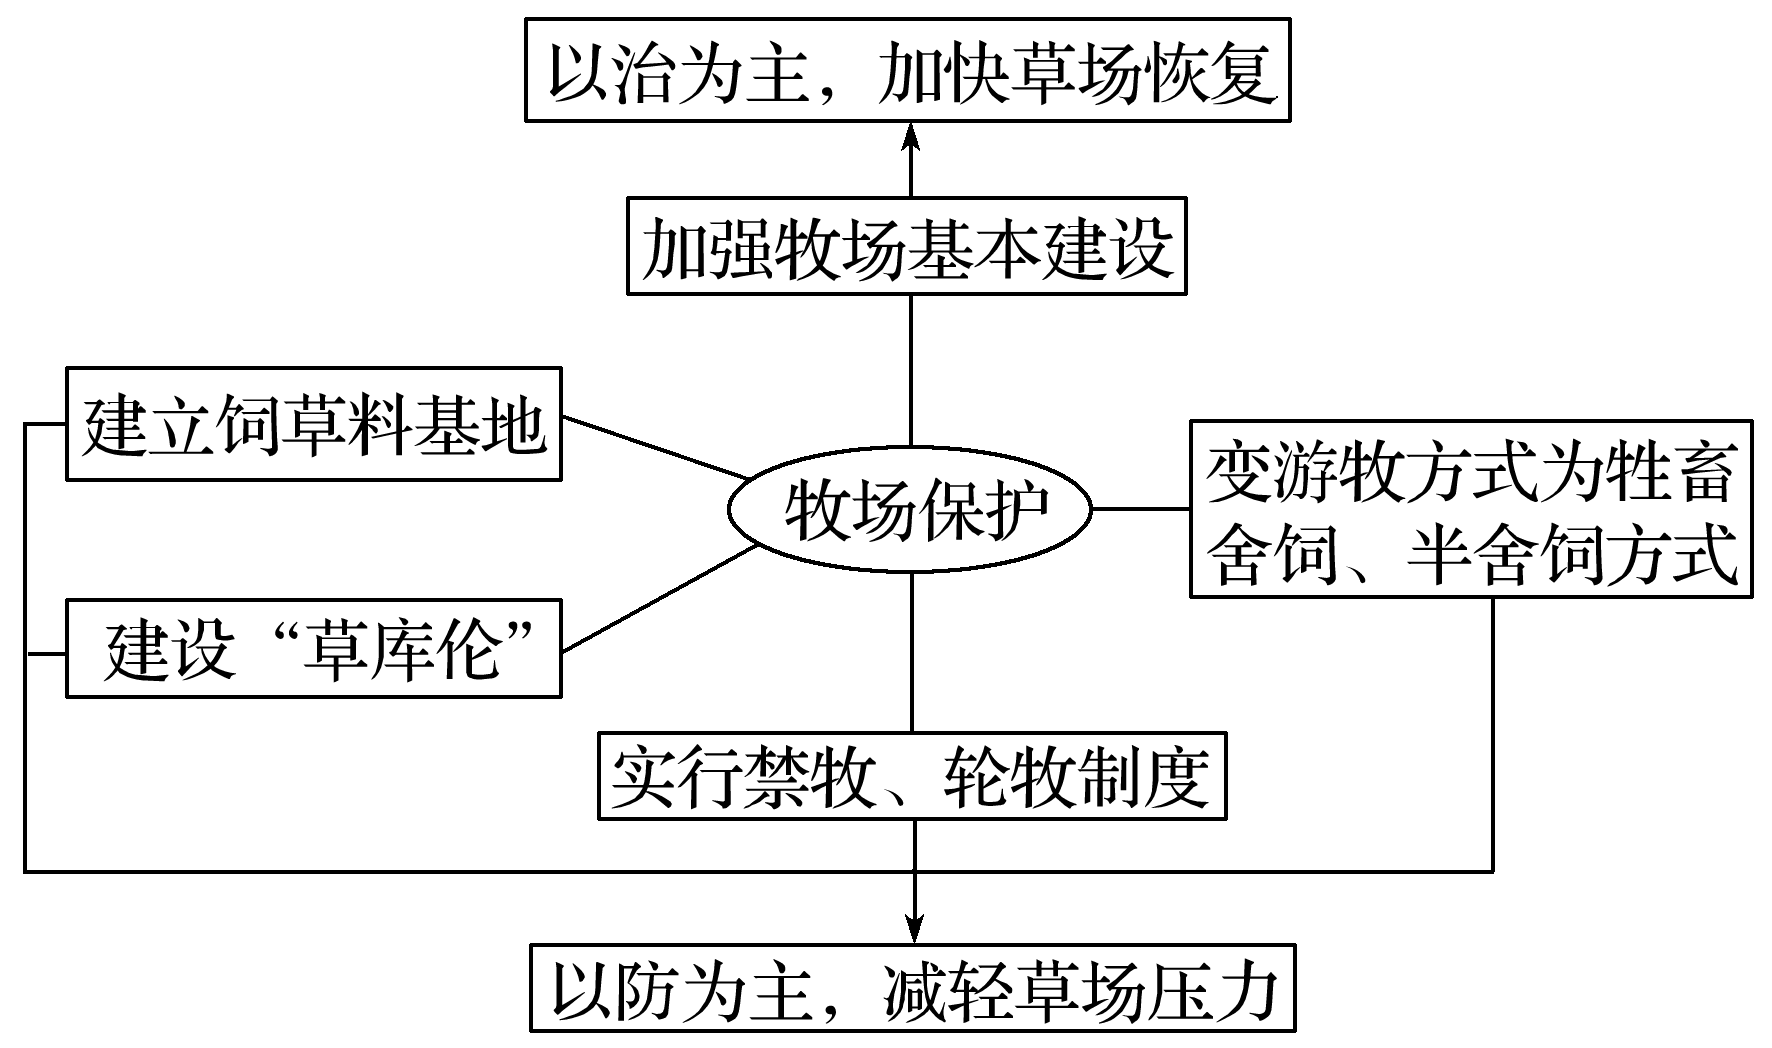 以治为主，加快草场恢复
加强牧场基本建设
建立饲草料基地
变游牧方式为牲畜
舍饲、半舍饲方式
牧场保护
建设“草库伦”
实行禁牧、轮牧制度
以防为主，减轻草场压力